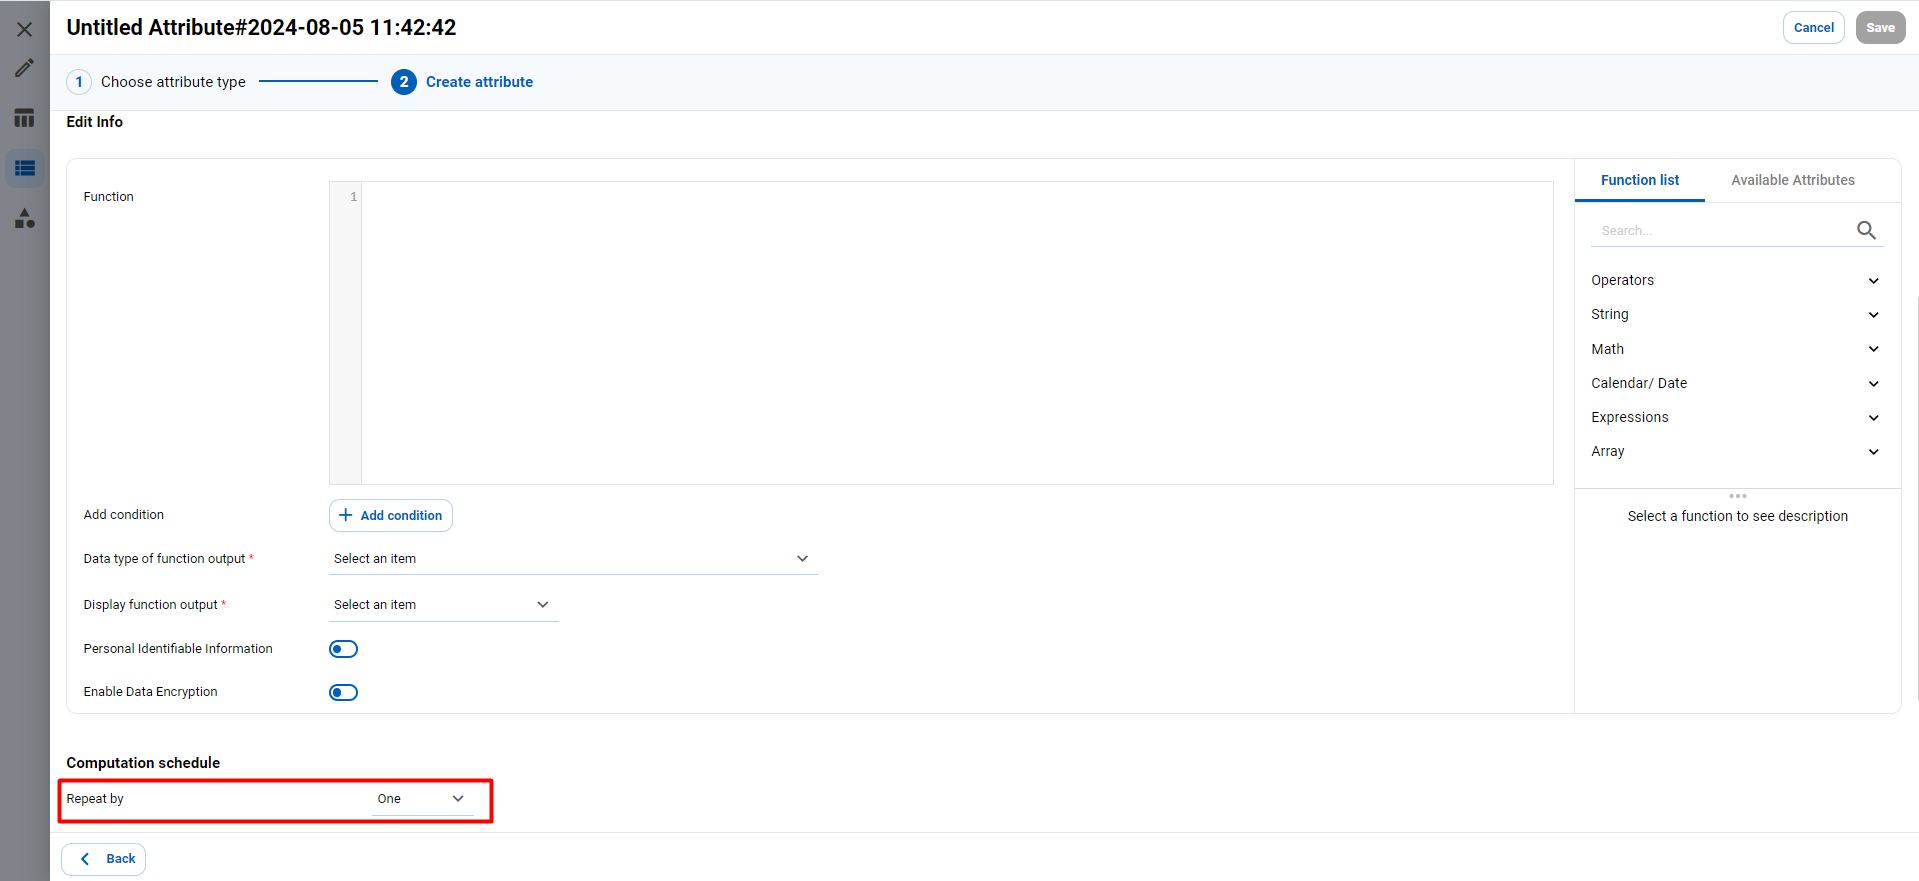 Untitled Attribute#2024-08-05 11:42:42
Cancel
Save
1 Choose attribute type
2 Create attribute
Edit Info
Function
1
Function list
Available Attributes
Search...
Operators
String
Math
Calendar/ Date
Expressions
Array
Select a function to see description
Add condition
Add condition
Data type of function output *
Select an item
Display function output *
Select an item
Personal Identifiable Information
Enable Data Encryption
Computation schedule
Repeat by
One
Back